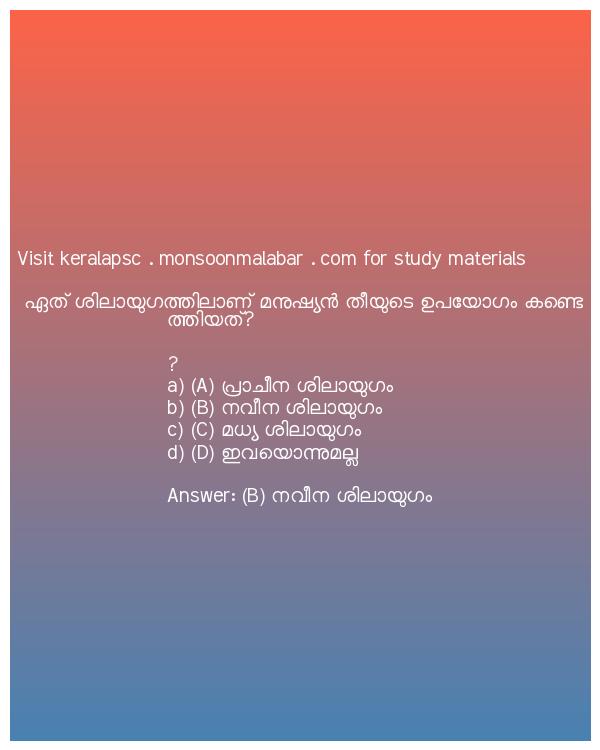 Visit keralapsc . monsoonmalabar . com for study materials
ഏത് ശിലായുഗത്തിലാണ് മനുഷ്യൻ തീയുടെ ഉപയോഗം കണ്ടെ
ത്തിയത്?
?
a) (A) പ്രാചീന ശിലായുഗം
b) (B) നവീന ശിലായുഗം
c) (C) മധ്യ ശിലായുഗം
d) (D) ഇവയൊന്നുമല്ല
Answer: (B) നവീന ശിലായുഗം